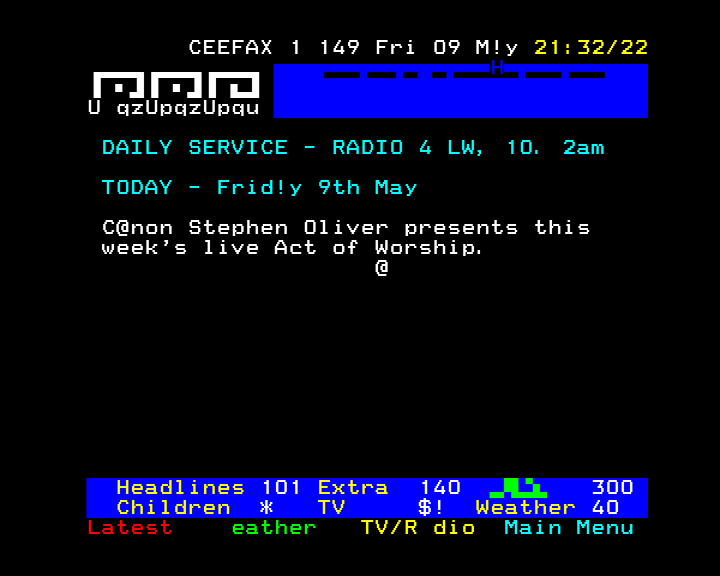 CEEFAX 1 149 Fri 09 M!y 21:32/22
U qzUpqzUpqu
DAILY SERVICE - RADIO 4 LW, 10. 2am
TODAY - Frid!y 9th May
C@non Stephen Oliver presents this
week's live Act of Worship.
@
Headlines 101 Extra 140 300
Children * TV $! Weather 40
Latest eather TV/R dio Main Menu